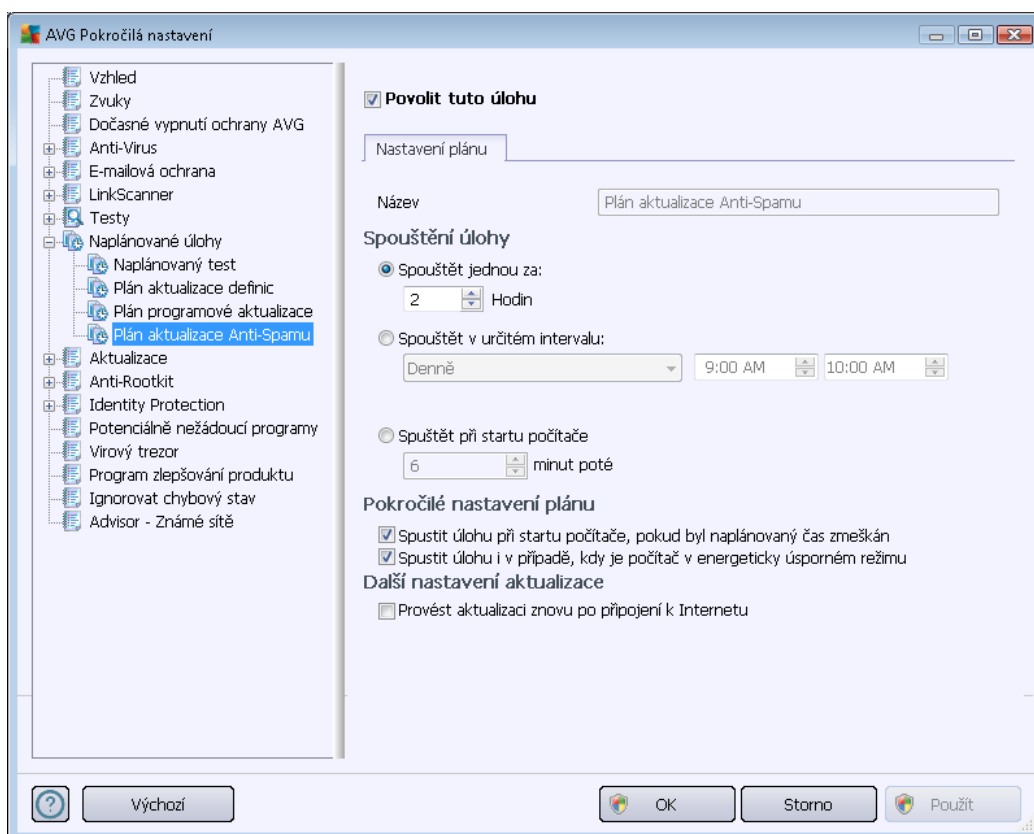 AVG Pokročilá nastavení
Vzhled
Zvuky
Dočasné vypnutí ochrany AVG
Anti-Virus
E-mailová ochrana
LinkScanner
Testy
Naplánované úlohy
Naplánovaný test
Plán aktualizace definic
Plán programové aktualizace
Plán aktualizace Anti-Spamu
Aktualizace
Anti-Rootkit
Identity Protection
Potenciálně nežádoucí programy
Virový trezor
Program zlepšování produktu
Ignorovat chybový stav
Advisor - Známé sítě
Povolit tuto úlohu
Nastavení plánu
Název Plán aktualizace Anti-Spamu
Spouštění úlohy
Spouštět jednou za:
2 Hodin
Spouštět v určitém intervalu:
Denně 9:00 AM 10:00 AM
Spuštět při startu počítače
6 minut poté
Pokročilé nastavení plánu
Spustit úlohu při startu počítače, pokud byl naplánovaný čas zmeškán
Spustit úlohu i v případě, kdy je počítač v energeticky úsporném režimu
Další nastavení aktualizace
Provést aktualizaci znovu po připojení k Internetu
? Výchozí OK Storno Použít